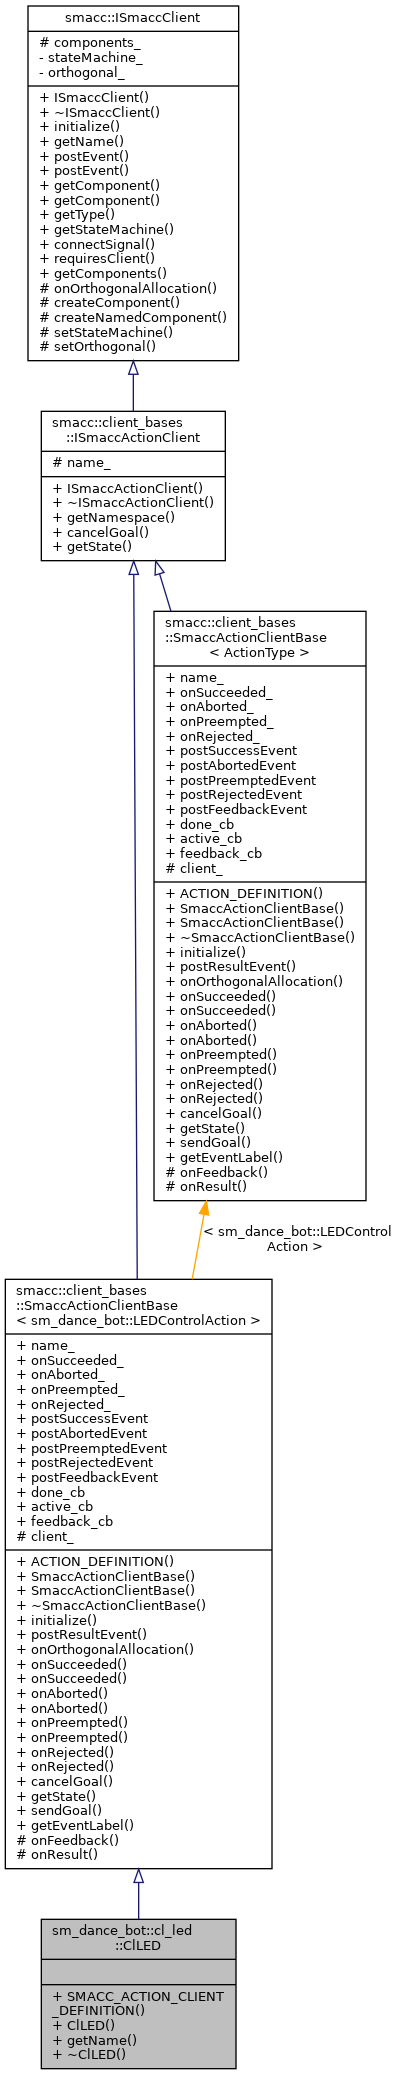 smacc::ISmaccClient
# components_
- stateMachine_
- orthogonal_
+ ISmaccClient()
+ ~ISmaccClient()
+ initialize()
+ getName()
+ postEvent()
+ postEvent()
+ getComponent()
+ getComponent()
+ getType()
+ getStateMachine()
+ connectSignal()
+ requiresClient()
+ getComponents()
# onOrthogonalAllocation()
# createComponent()
# createNamedComponent()
# setStateMachine()
# setOrthogonal()
smacc::client_bases
::ISmaccActionClient
# name_
+ ISmaccActionClient()
+ ~ISmaccActionClient()
+ getNamespace()
+ cancelGoal()
+ getState()
smacc::client_bases
::SmaccActionClientBase
< ActionType >
+ name_
+ onSucceeded_
+ onAborted_
+ onPreempted_
+ onRejected_
+ postSuccessEvent
+ postAbortedEvent
+ postPreemptedEvent
+ postRejectedEvent
+ postFeedbackEvent
+ done_cb
+ active_cb
+ feedback_cb
# client_
+ ACTION_DEFINITION()
+ SmaccActionClientBase()
+ SmaccActionClientBase()
+ ~SmaccActionClientBase()
+ initialize()
+ postResultEvent()
+ onOrthogonalAllocation()
+ onSucceeded()
+ onSucceeded()
+ onAborted()
+ onAborted()
+ onPreempted()
+ onPreempted()
+ onRejected()
+ onRejected()
+ cancelGoal()
+ getState()
+ sendGoal()
+ getEventLabel()
# onFeedback()
# onResult()
< sm_dance_bot::LEDControl
Action >
smacc::client_bases
::SmaccActionClientBase
< sm_dance_bot::LEDControlAction >
+ name_
+ onSucceeded_
+ onAborted_
+ onPreempted_
+ onRejected_
+ postSuccessEvent
+ postAbortedEvent
+ postPreemptedEvent
+ postRejectedEvent
+ postFeedbackEvent
+ done_cb
+ active_cb
+ feedback_cb
# client_
+ ACTION_DEFINITION()
+ SmaccActionClientBase()
+ SmaccActionClientBase()
+ ~SmaccActionClientBase()
+ initialize()
+ postResultEvent()
+ onOrthogonalAllocation()
+ onSucceeded()
+ onSucceeded()
+ onAborted()
+ onAborted()
+ onPreempted()
+ onPreempted()
+ onRejected()
+ onRejected()
+ cancelGoal()
+ getState()
+ sendGoal()
+ getEventLabel()
# onFeedback()
# onResult()
sm_dance_bot::cl_led
::ClLED
+ SMACC_ACTION_CLIENT
_DEFINITION()
+ ClLED()
+ getName()
+ ~ClLED()